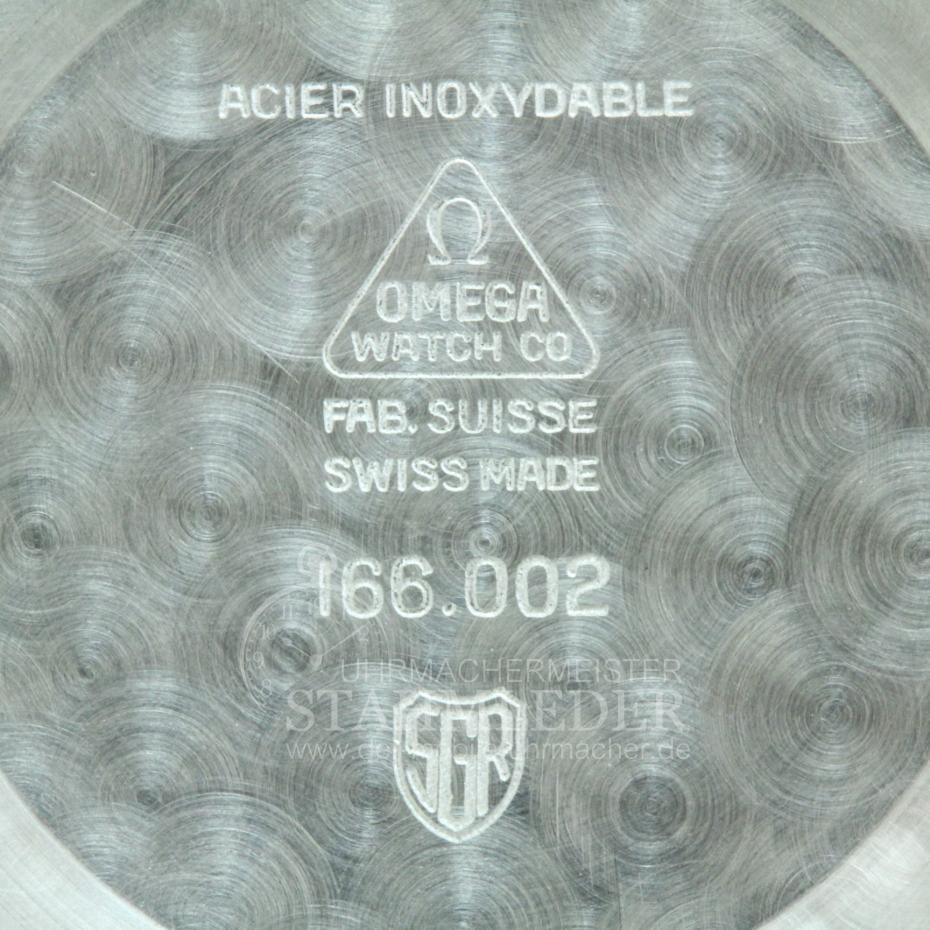 ACIER INOXYDABLE
Ω
OMEGA
WATCH CO
FAB. SUISSE
SWISS MADE
166.002
UHRMACHERMEISTER
SGR